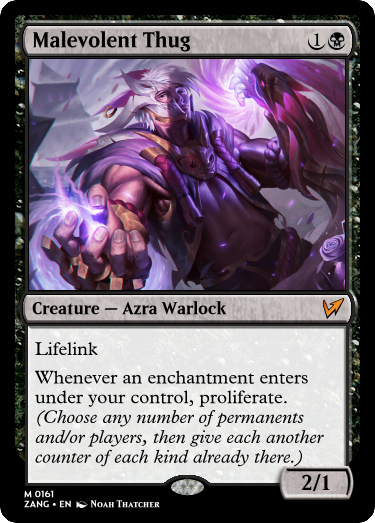 Malevolent Thug 1
Creature — Azra Warlock
Lifelink
Whenever an enchantment enters
under your control, proliferate.
(Choose any number of permanents
and/or players, then give each another
counter of each kind already there.)
2/1
M 0161
ZANG • EN Noah Thatcher